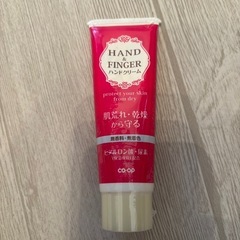 HAND
&
FINGER
ハンドクリーム
protect your skin
from dry
肌荒れ・乾燥
から守る
無香料・無着色
ヒアルロン酸・尿素
CO·OP